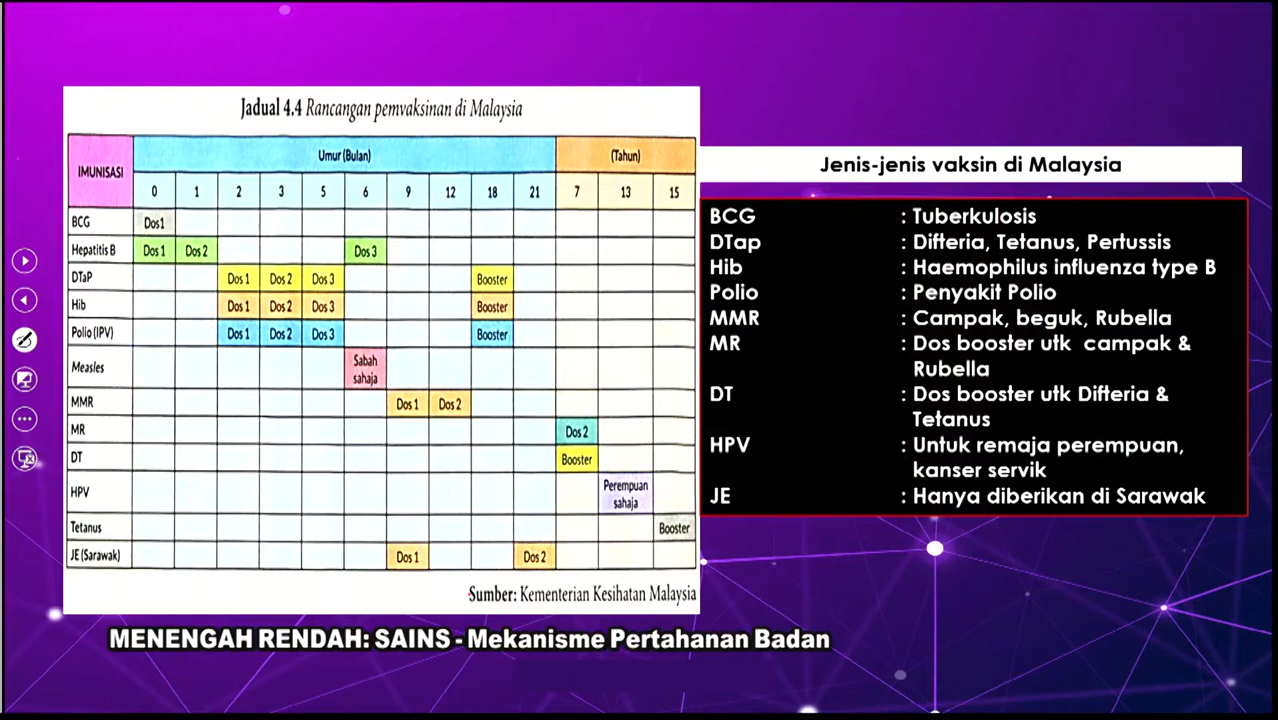 Jadual 4.4 Rancangan pemvaksinan di Malaysia
IMUNISASI
Umur (Bulan)
(Tahun)
0 1 2 3 5 6 9 12 18 21 7 13 15
BCG Dos1
Hepatitis B Dos 1 Dos 2 Dos 3
DTaP Dos 1 Dos 2 Dos 3 Booster
Hib Dos 1 Dos 2 Dos 3 Booster
Polio (IPV) Dos 1 Dos 2 Dos 3 Booster
Measles Sabah sahaja
MMR Dos 1 Dos 2
MR Dos 2
DT Booster
HPV Perempuan sahaja
Tetanus Booster
JE (Sarawak) Dos 1 Dos 2
Sumber: Kementerian Kesihatan Malaysia
Jenis-jenis vaksin di Malaysia
BCG : Tuberkulosis
DTap : Difteria, Tetanus, Pertussis
Hib : Haemophilus influenza type B
Polio : Penyakit Polio
MMR : Campak, beguk, Rubella
MR : Dos booster utk campak &
Rubella
DT : Dos booster utk Difteria &
Tetanus
HPV : Untuk remaja perempuan,
kanser servik
JE : Hanya diberikan di Sarawak
MENENGAH RENDAH: SAINS - Mekanisme Pertahanan Badan